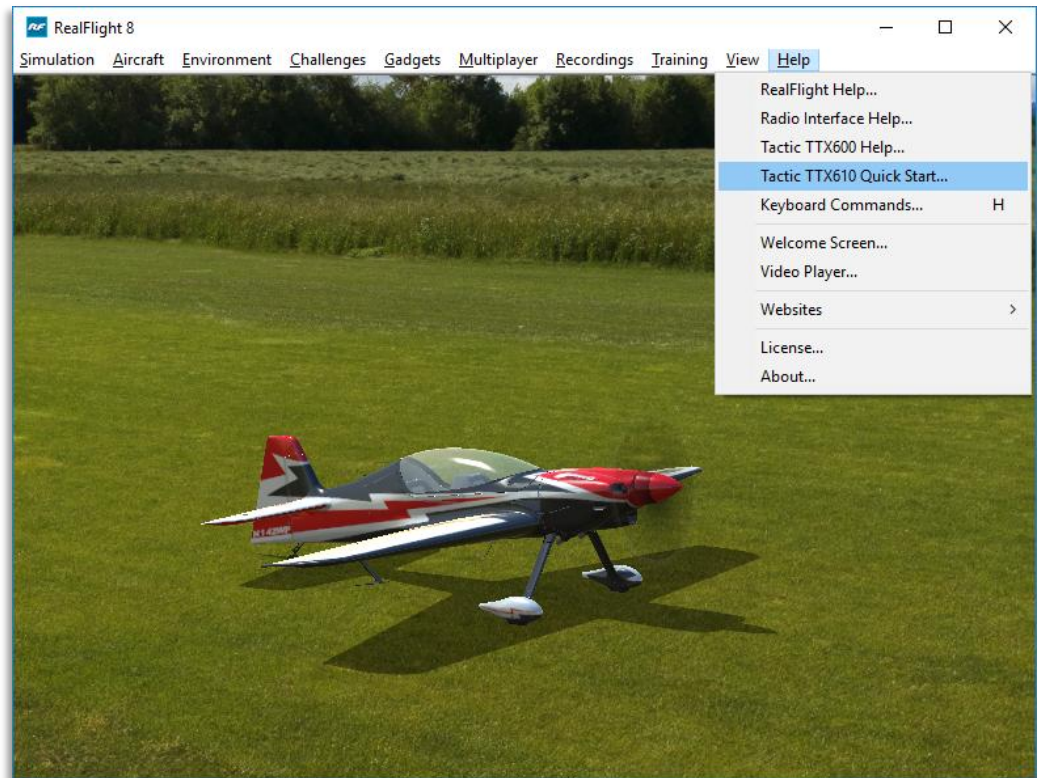 RF RealFlight 8
Simulation Aircraft Environment Challenges Gadgets Multiplayer Recordings Training View Help
RealFlight Help...
Radio Interface Help...
Tactic TTX600 Help...
Tactic TTX610 Quick Start...
Keyboard Commands... H
Welcome Screen...
Video Player...
Websites
License...
About...